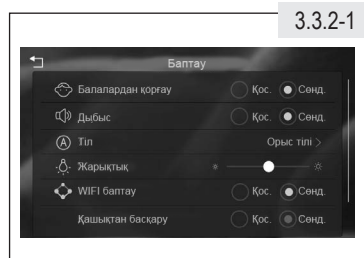 3.3.2-1
Баптау
Балалардан қорғау Қос. Сөнд.
Дыбыс Қос. Сөнд.
A Тіл Орыс тілі >
Жарықтық
WIFI баптау Қос. Сөнд.
Қашықтан басқару Қос. Сөнд.